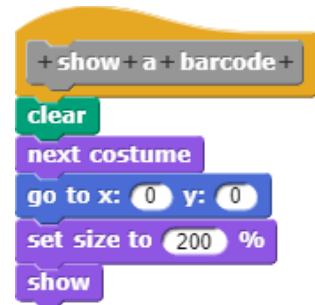 + show + a + barcode +
clear
next costume
go to x: 0 y: 0
set size to 200 %
show